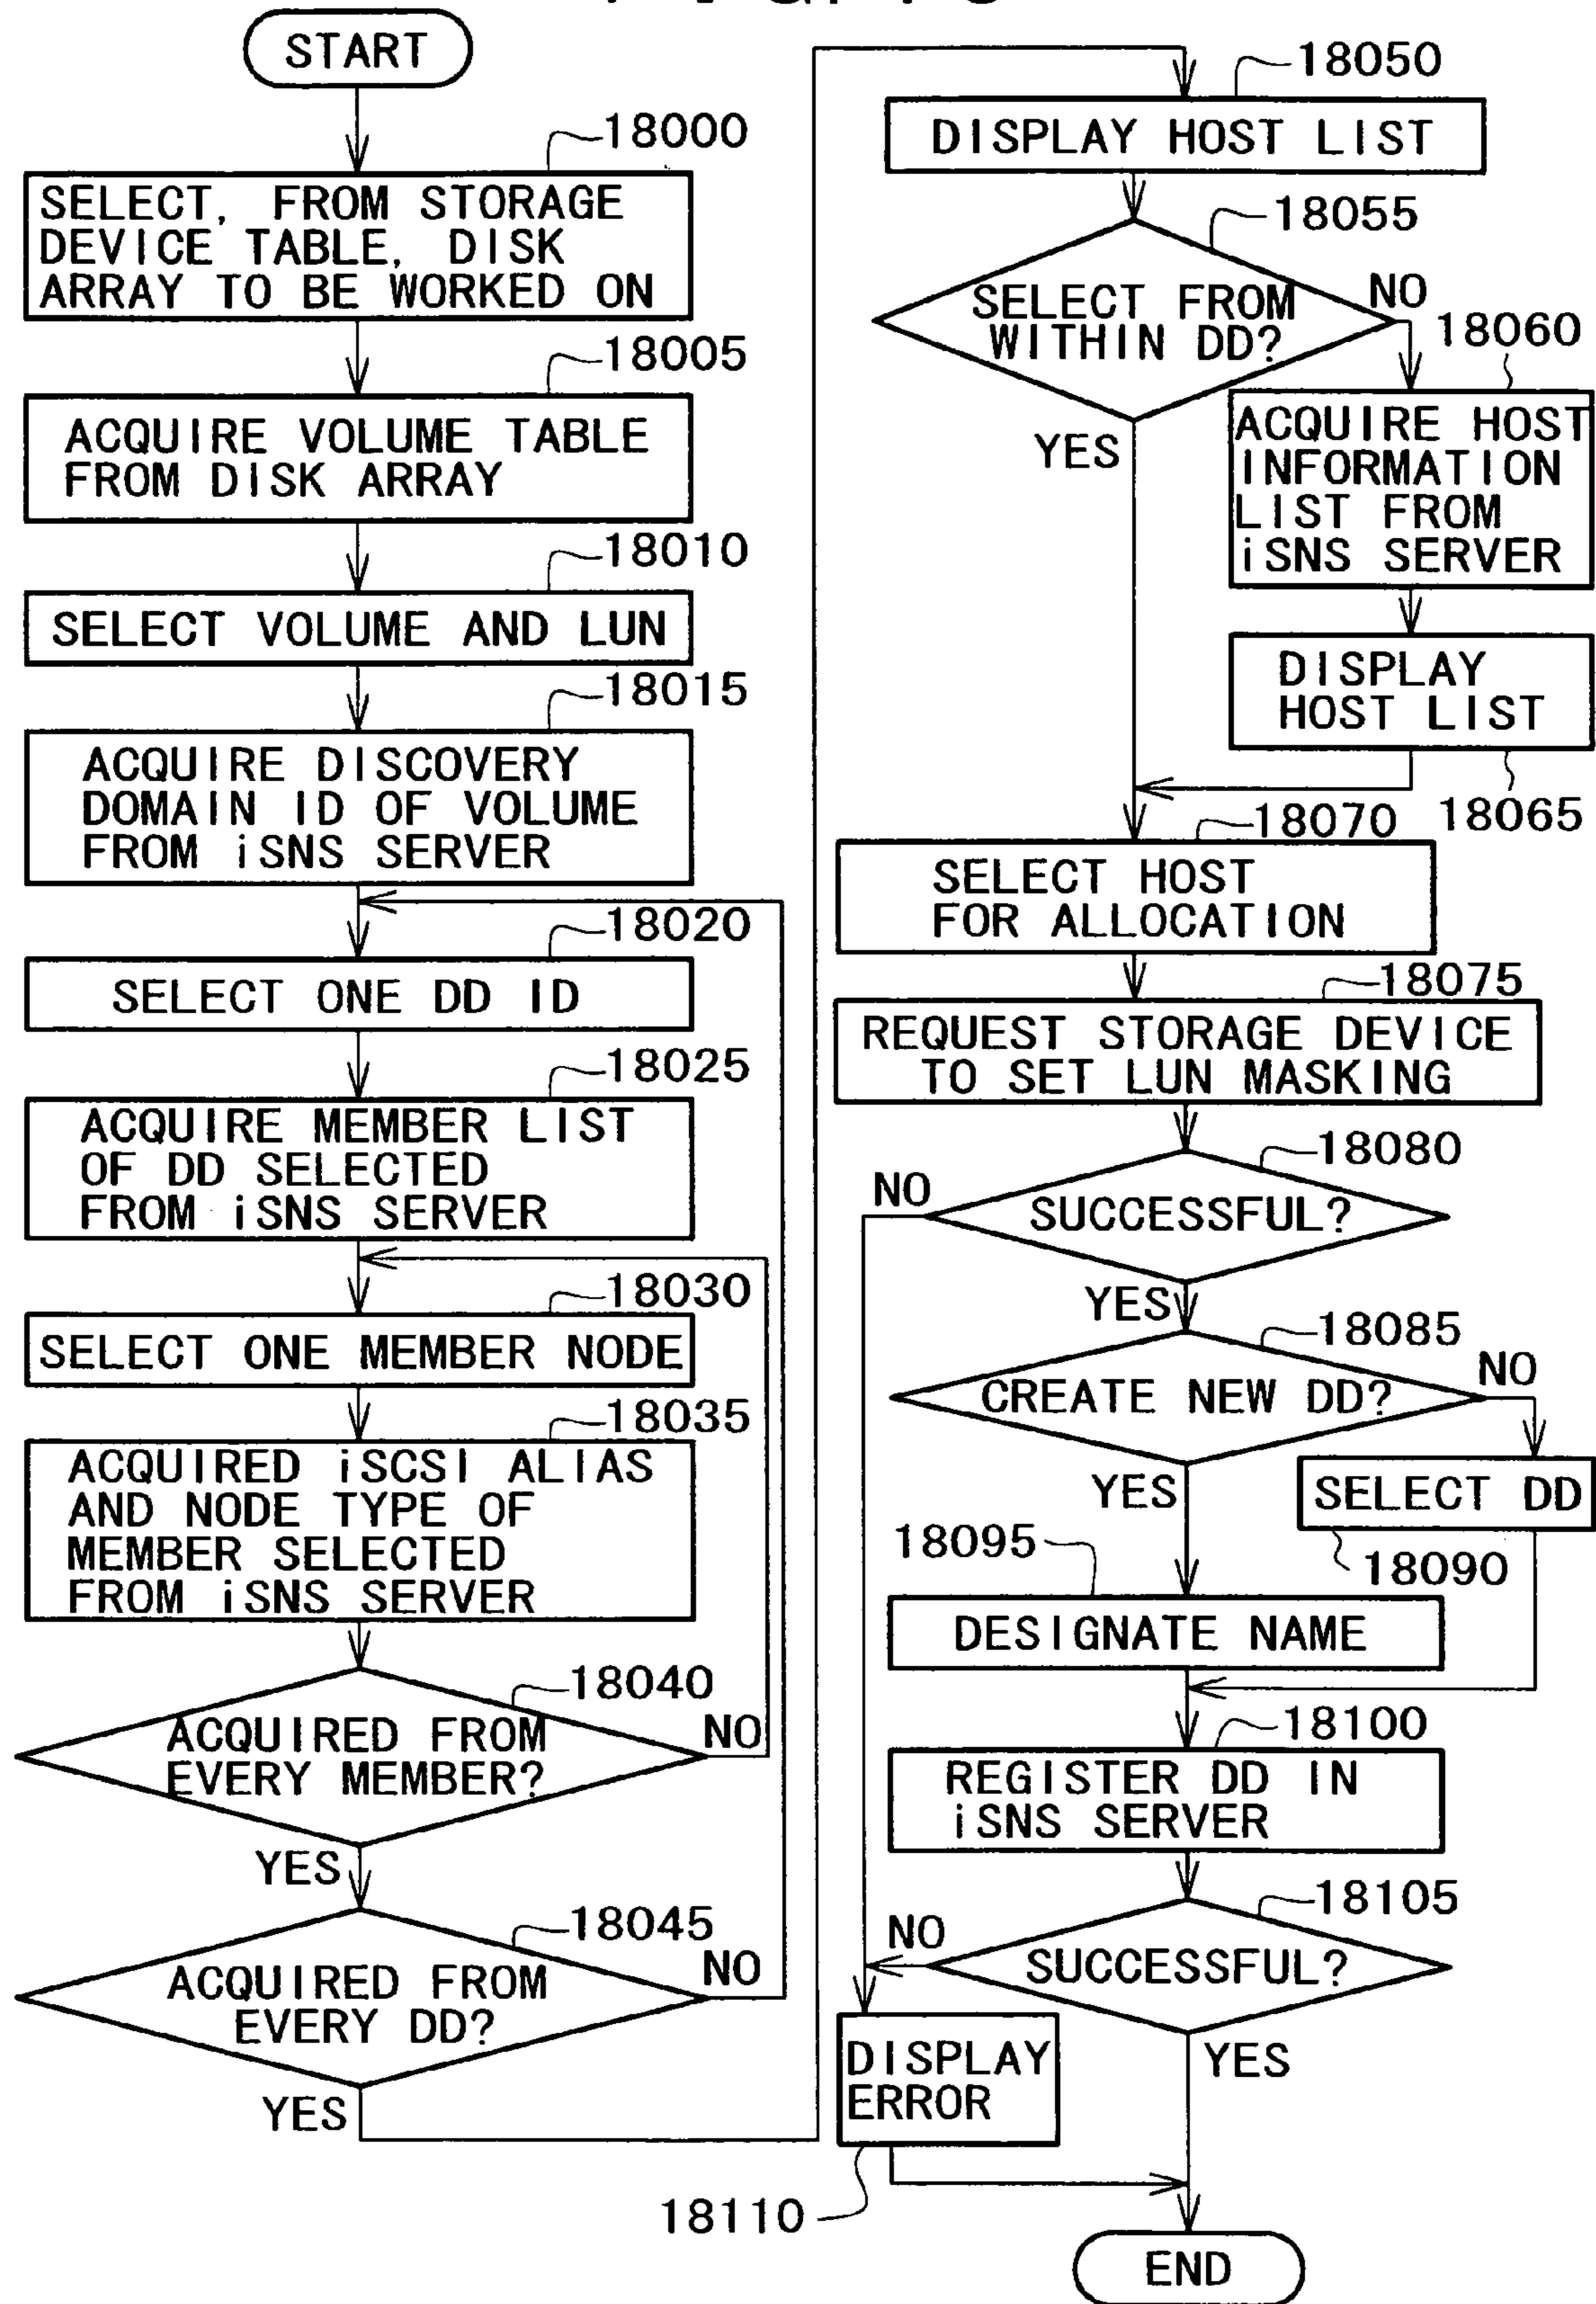 START
18000
SELECT, FROM STORAGE
DEVICE TABLE, DISK
ARRAY TO BE WORKED ON
18005
ACQUIRE VOLUME TABLE
FROM DISK ARRAY
18010
SELECT VOLUME AND LUN
18015
ACQUIRE DISCOVERY
DOMAIN ID OF VOLUME
FROM iSNS SERVER
18020
SELECT ONE DD ID
18025
ACQUIRE MEMBER LIST
OF DD SELECTED
FROM iSNS SERVER
18030
SELECT ONE MEMBER NODE
18035
ACQUIRED iSCSI ALIAS
AND NODE TYPE OF
MEMBER SELECTED
FROM iSNS SERVER
18040
ACQUIRED FROM
EVERY MEMBER?
NO
YES
18045
ACQUIRED FROM
EVERY DD?
NO
YES
18050
DISPLAY HOST LIST
18055
SELECT FROM
WITHIN DD?
NO
YES
18060
ACQUIRE HOST
INFORMATION
LIST FROM
iSNS SERVER
DISPLAY
HOST LIST
18065
18070
SELECT HOST
FOR ALLOCATION
18075
REQUEST STORAGE DEVICE
TO SET LUN MASKING
18080
NO
SUCCESSFUL?
YES
18085
CREATE NEW DD?
NO
YES
SELECT DD
18090
18095
DESIGNATE NAME
18100
REGISTER DD IN
iSNS SERVER
18105
NO
SUCCESSFUL?
YES
DISPLAY
ERROR
18110
END